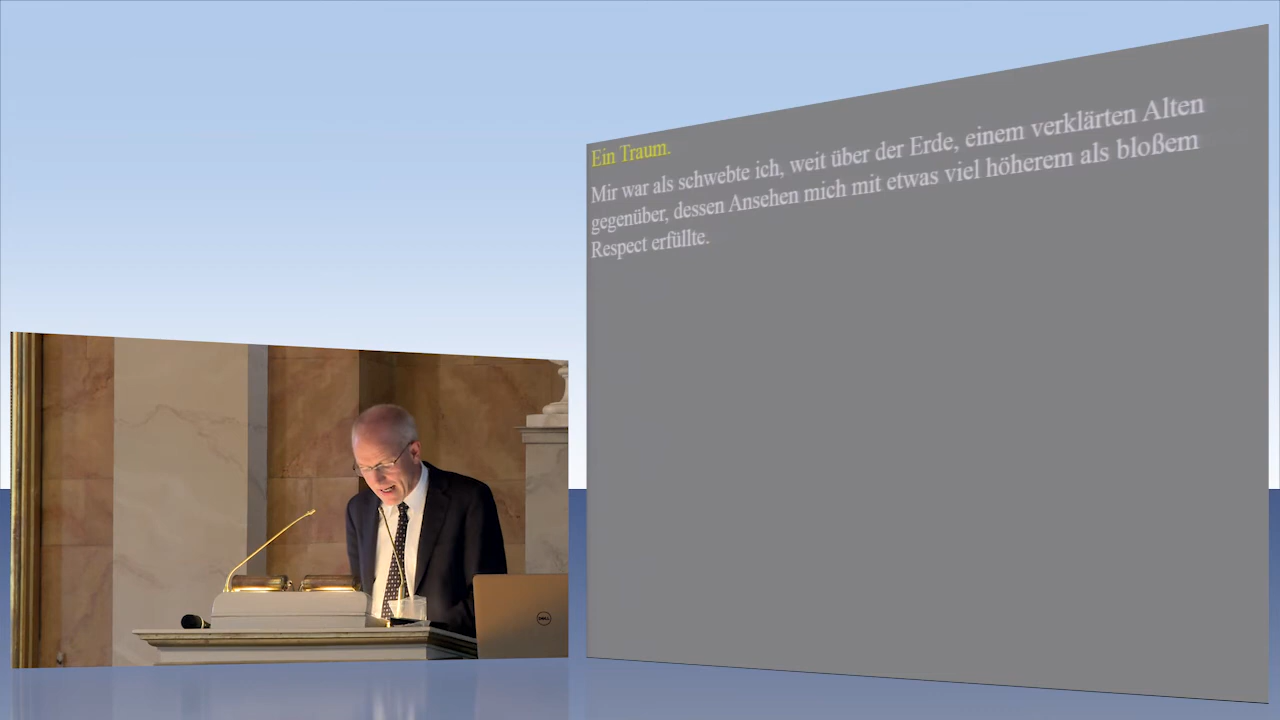 Ein Traum.
Mir war als schwebte ich, weit über der Erde, einem verklärten Alten
gegenüber, dessen Ansehen mich mit etwas viel höherem als bloßem
Respect erfüllte.
DELL